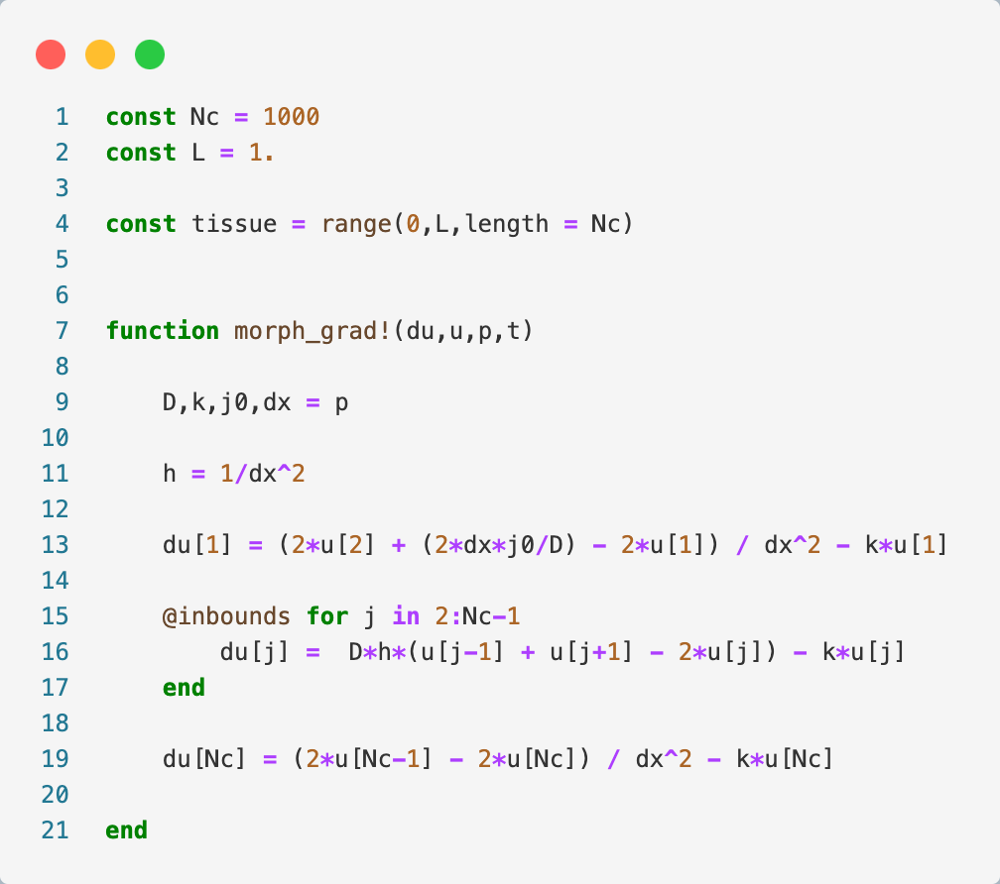 1 const Nc = 1000
2 const L = 1.
3
4 const tissue = range(0,L,length = Nc)
5
6
7 function morph_grad!(du,u,p,t)
8
9     D,k,j0,dx = p
10
11     h = 1/dx^2
12
13     du[1] = (2*u[2] + (2*dx*j0/D) - 2*u[1]) / dx^2 - k*u[1]
14
15     @inbounds for j in 2:Nc-1
16         du[j] =  D*h*(u[j-1] + u[j+1] - 2*u[j]) - k*u[j]
17     end
18
19     du[Nc] = (2*u[Nc-1] - 2*u[Nc]) / dx^2 - k*u[Nc]
20
21 end